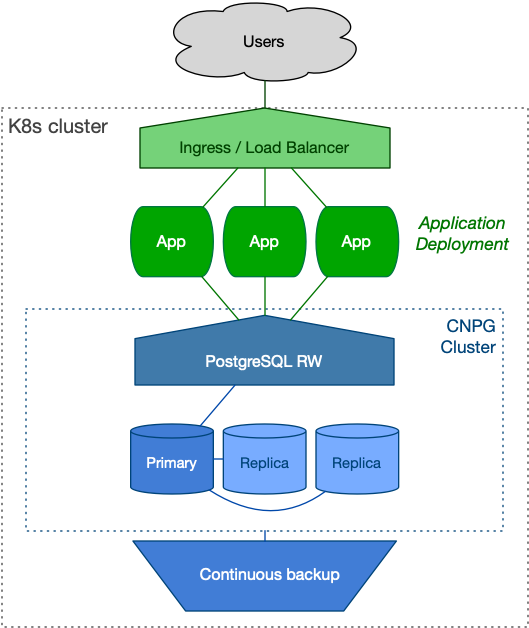 Users
K8s cluster
Ingress / Load Balancer
App
App
App
Application
Deployment
CNPG
Cluster
PostgreSQL RW
Primary
Replica
Replica
Continuous backup